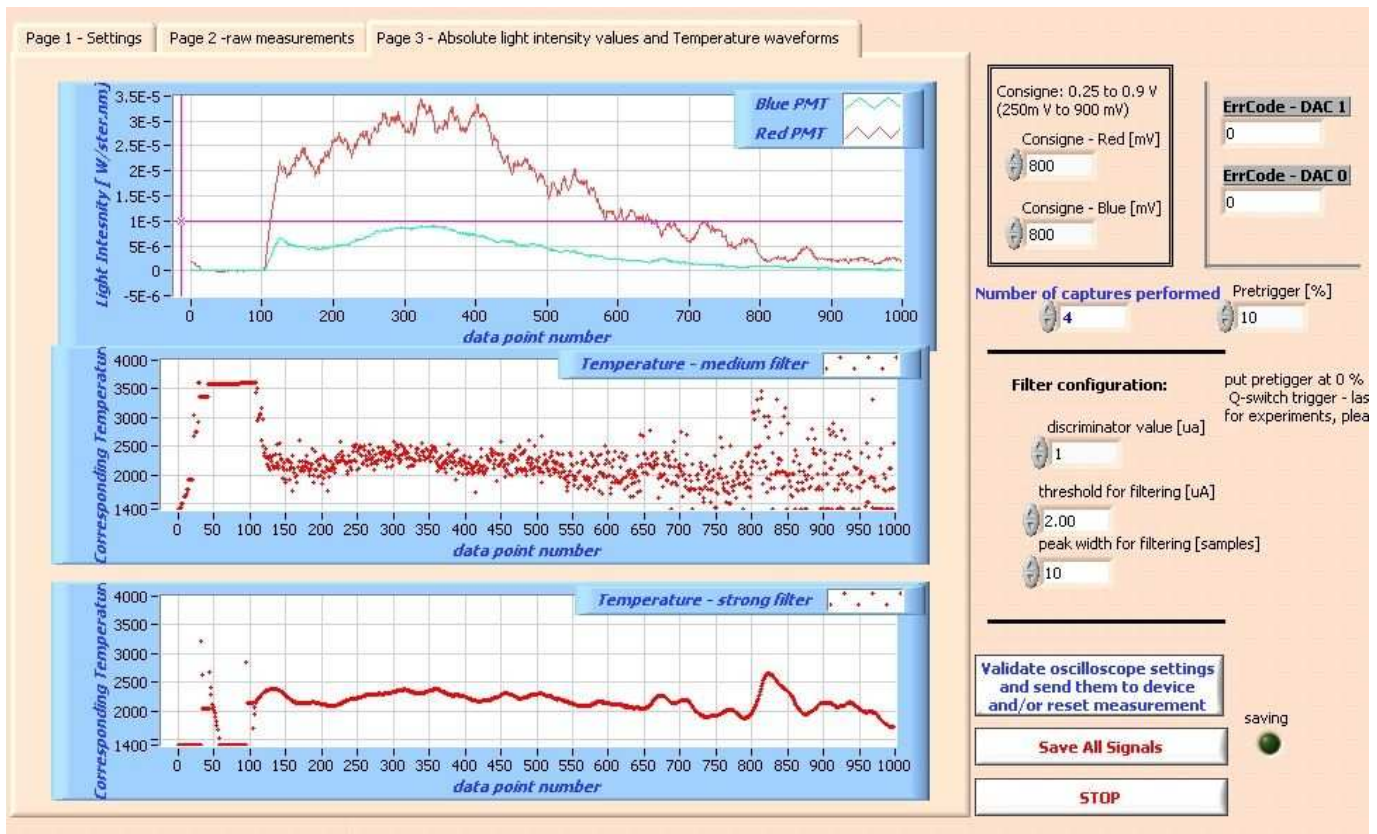 Page 1 - Settings
Page 2 -raw measurements
Page 3 - Absolute light intensity values and Temperature waveforms
Light Intesnity [ W/ster.nm]
3.5E-5
3E-5
2.5E-5
2E-5
1.5E-5
1E-5
5E-6
0
-5E-6
Blue PMT
Red PMT
0 100 200 300 400 500 600 700 800 900 1000
data point number
Corresponding Temperatur
4000
3500
3000
2500
2000
1400
Temperature - medium filter
0 50 100 150 200 250 300 350 400 450 500 550 600 650 700 750 800 850 900 950 1000
data point number
Corresponding Temperatur
4000
3500
3000
2500
2000
1400
Temperature - strong filter
0 50 100 150 200 250 300 350 400 450 500 550 600 650 700 750 800 850 900 950 1000
data point number
Consigne: 0.25 to 0.9 V
(250m V to 900 mV)
Consigne - Red [mV]
800
Consigne - Blue [mV]
800
ErrCode - DAC 1
0
ErrCode - DAC 0
0
Number of captures performed
4
Pretrigger [%]
10
Filter configuration:
discriminator value [ua]
1
threshold for filtering [uA]
2.00
peak width for filtering [samples]
10
put pretigger at 0 %
Q-switch trigger - las
for experiments, plea
Validate oscilloscope settings
and send them to device
and/or reset measurement
Save All Signals
STOP
saving